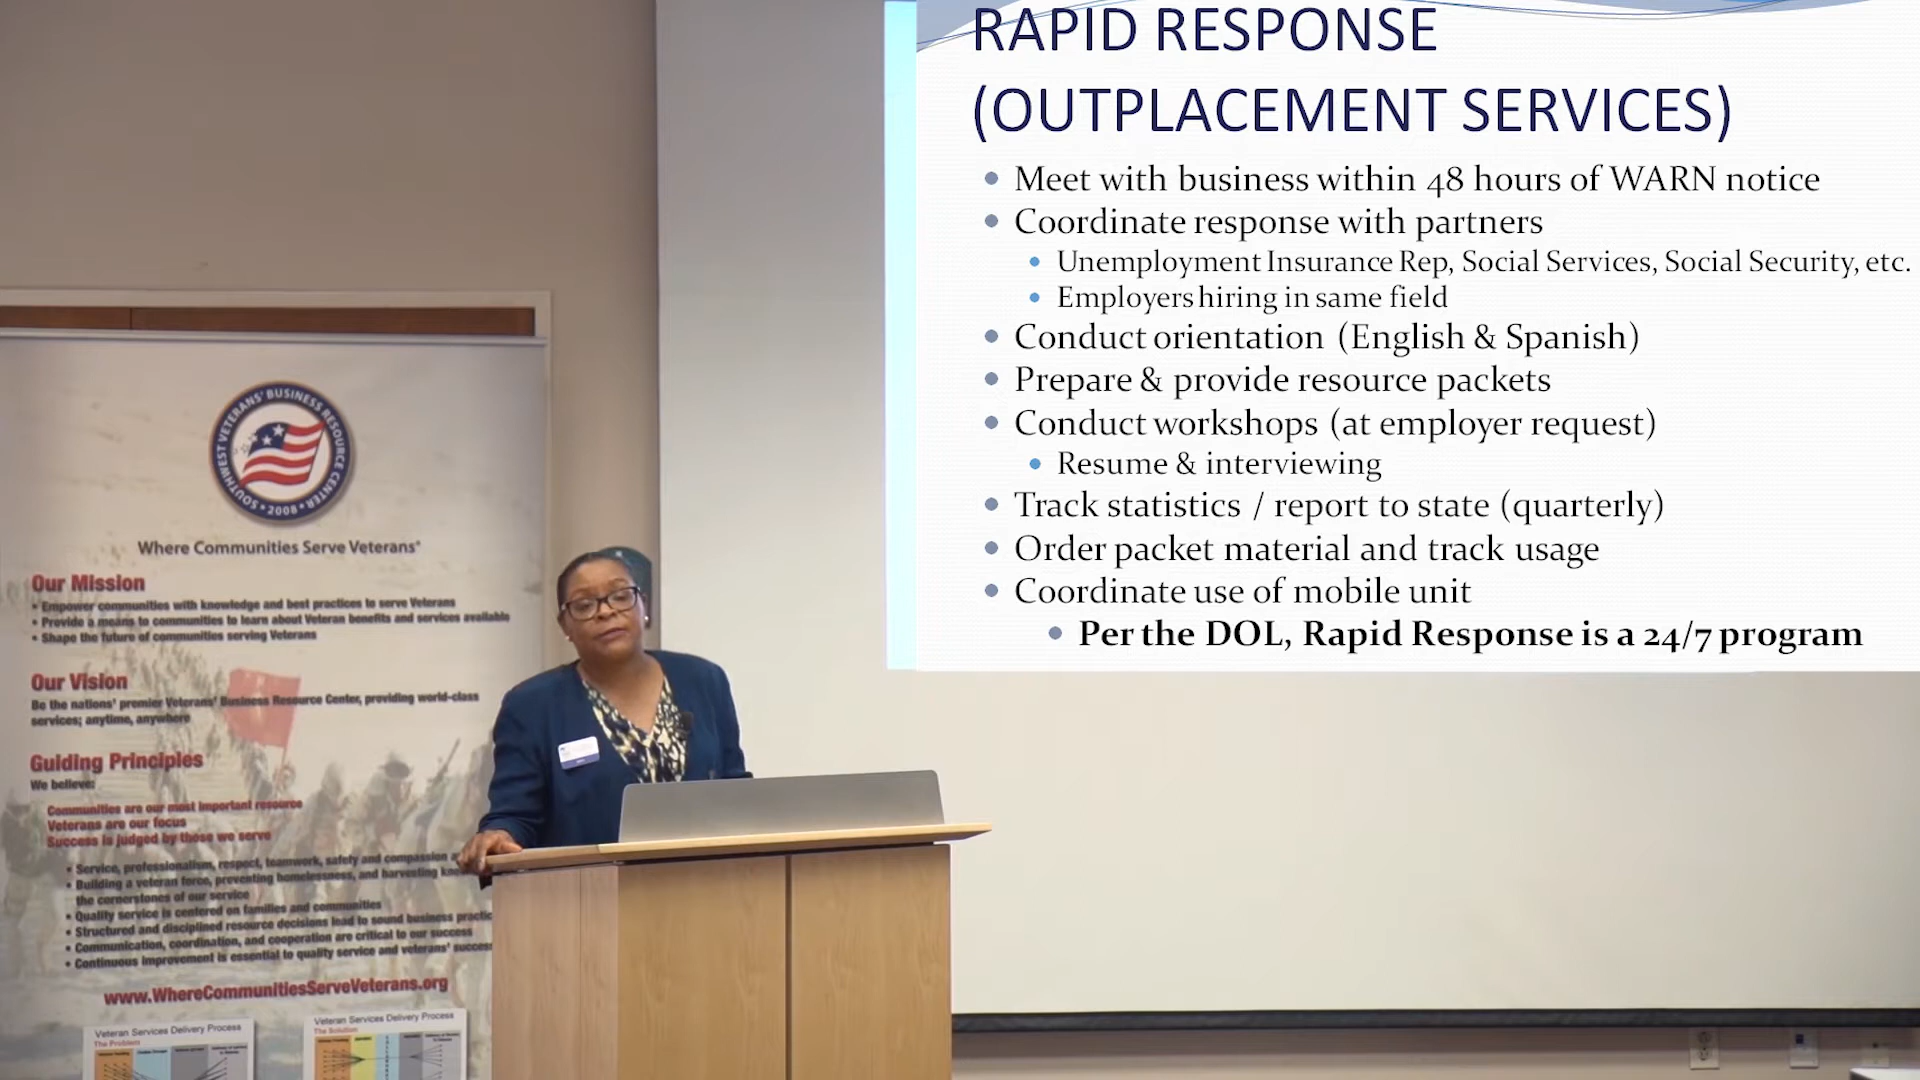 RAPID RESPONSE
(OUTPLACEMENT SERVICES)
Meet with business within 48 hours of WARN notice
Coordinate response with partners
Unemployment Insurance Rep, Social Services, Social Security, etc.
Employers hiring in same field
Conduct orientation (English & Spanish)
Prepare & provide resource packets
Conduct workshops (at employer request)
Resume & interviewing
Track statistics / report to state (quarterly)
Order packet material and track usage
Coordinate use of mobile unit
Per the DOL, Rapid Response is a 24/7 program
SOUTHWEST VETERANS' BUSINESS RESOURCE CENTER
• 2008 •
Where Communities Serve Veterans
Our Mission
• Empower communities with knowledge and best practices to serve Veterans
• Provide a means to communities to learn about Veteran benefits and services available
• Shape the future of communities serving Veterans
Our Vision
Be the nations' premier Veterans' Business Resource Center, providing world-class
services; anytime, anywhere
Guiding Principles
We believe:
Communities are our most important resource
Veterans are our focus
Success is judged by those we serve
• Service, professionalism, respect, teamwork, safety and compassion
• Building a veteran force, preventing homelessness, and harvesting
the cornerstones of our service
• Quality service is centered on families and communities
• Structured and disciplined resource decisions lead to sound business practic
• Communication, coordination, and cooperation are critical to our success
• Continuous improvement is essential to quality service and veterans' success
www.WhereCommunitiesServeVeterans.org
Veteran Services Delivery Process
The Problem
Veteran Services Delivery Process
The Solution